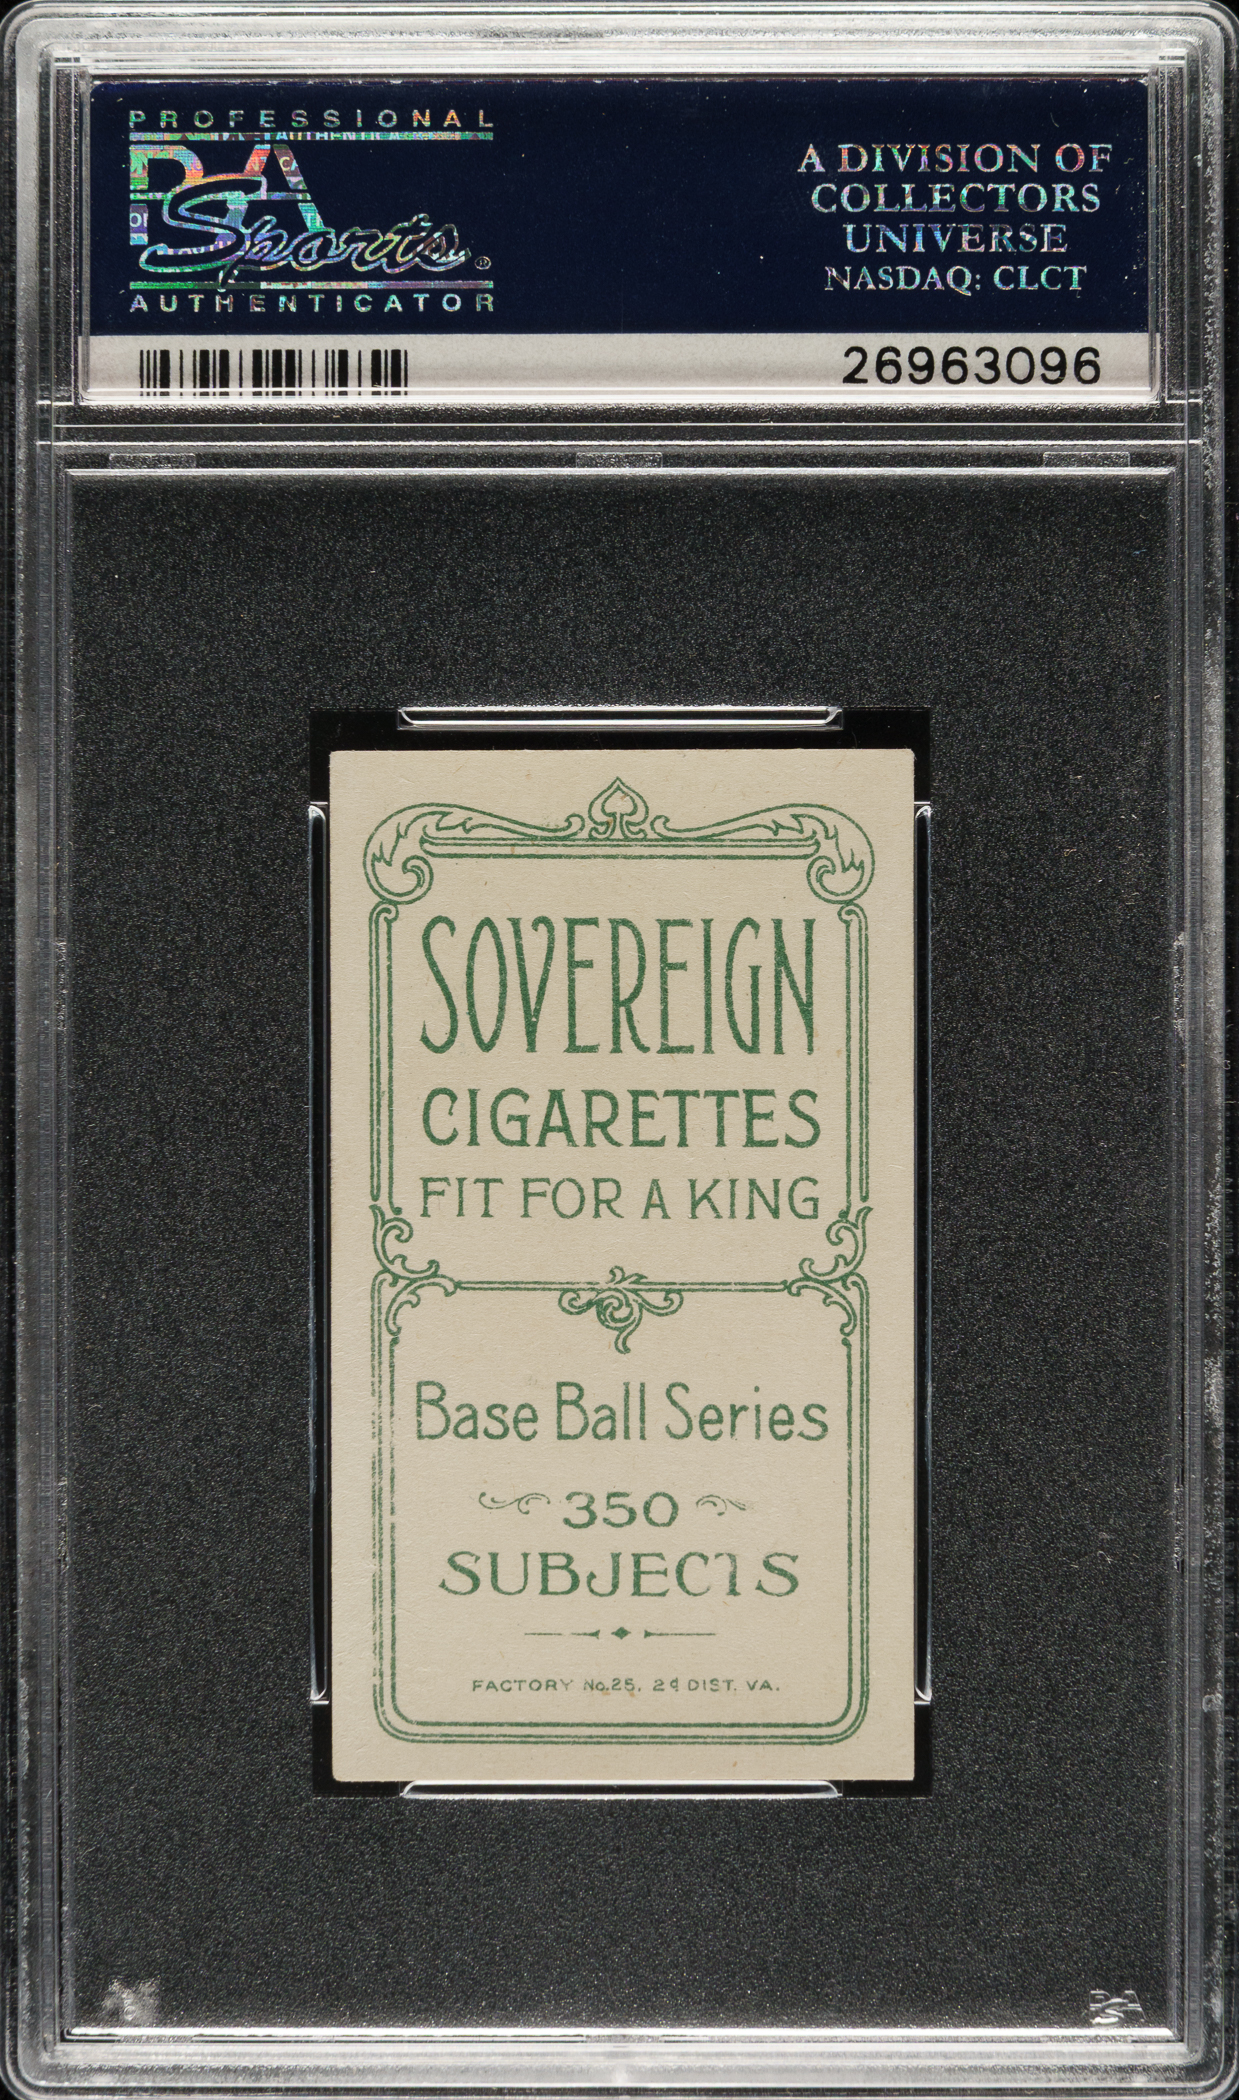 PROFESSIONAL
PSA
Sports®
AUTHENTICATOR
A DIVISION OF
COLLECTORS
UNIVERSE
NASDAQ: CLCT
26963096
SOVEREIGN
CIGARETTES
FIT FOR A KING
Base Ball Series
350
SUBJECTS
FACTORY No. 25, 2d DIST. VA.
PSA